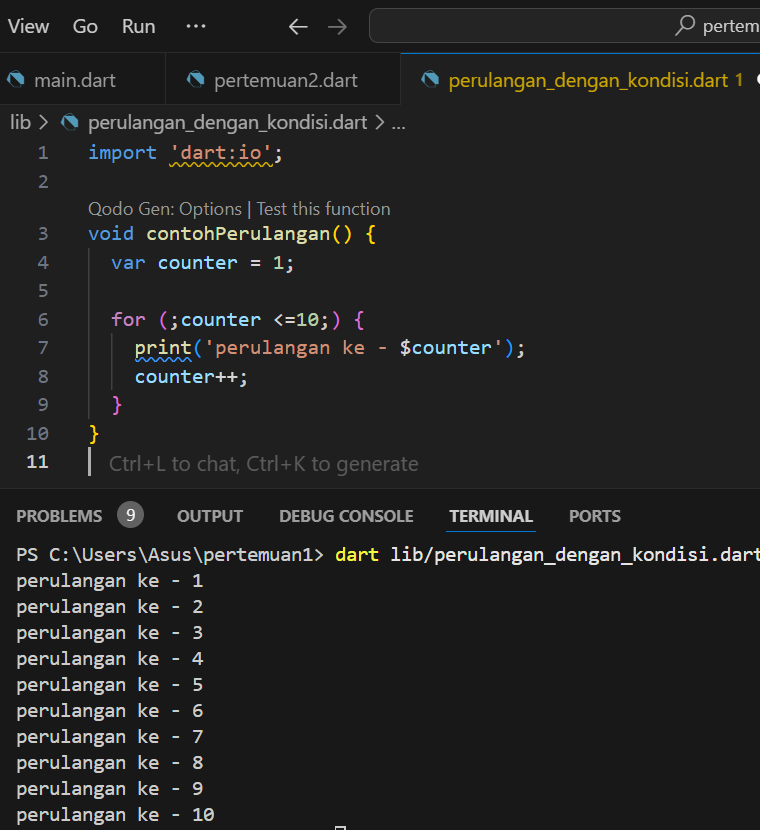 View Go Run ··· ← → pertem
main.dart pertemuan2.dart perulangan_dengan_kondisi.dart 1
lib > perulangan_dengan_kondisi.dart > ...
1 import 'dart:io';
2
Qodo Gen: Options | Test this function
3 void contohPerulangan() {
4 var counter = 1;
5
6 for (;counter <=10;) {
7 print('perulangan ke - $counter');
8 counter++;
9 }
10 }
11 Ctrl+L to chat, Ctrl+K to generate
PROBLEMS 9 OUTPUT DEBUG CONSOLE TERMINAL PORTS
PS C:\Users\Asus\pertemuan1> dart lib/perulangan_dengan_kondisi.dart
perulangan ke - 1
perulangan ke - 2
perulangan ke - 3
perulangan ke - 4
perulangan ke - 5
perulangan ke - 6
perulangan ke - 7
perulangan ke - 8
perulangan ke - 9
perulangan ke - 10